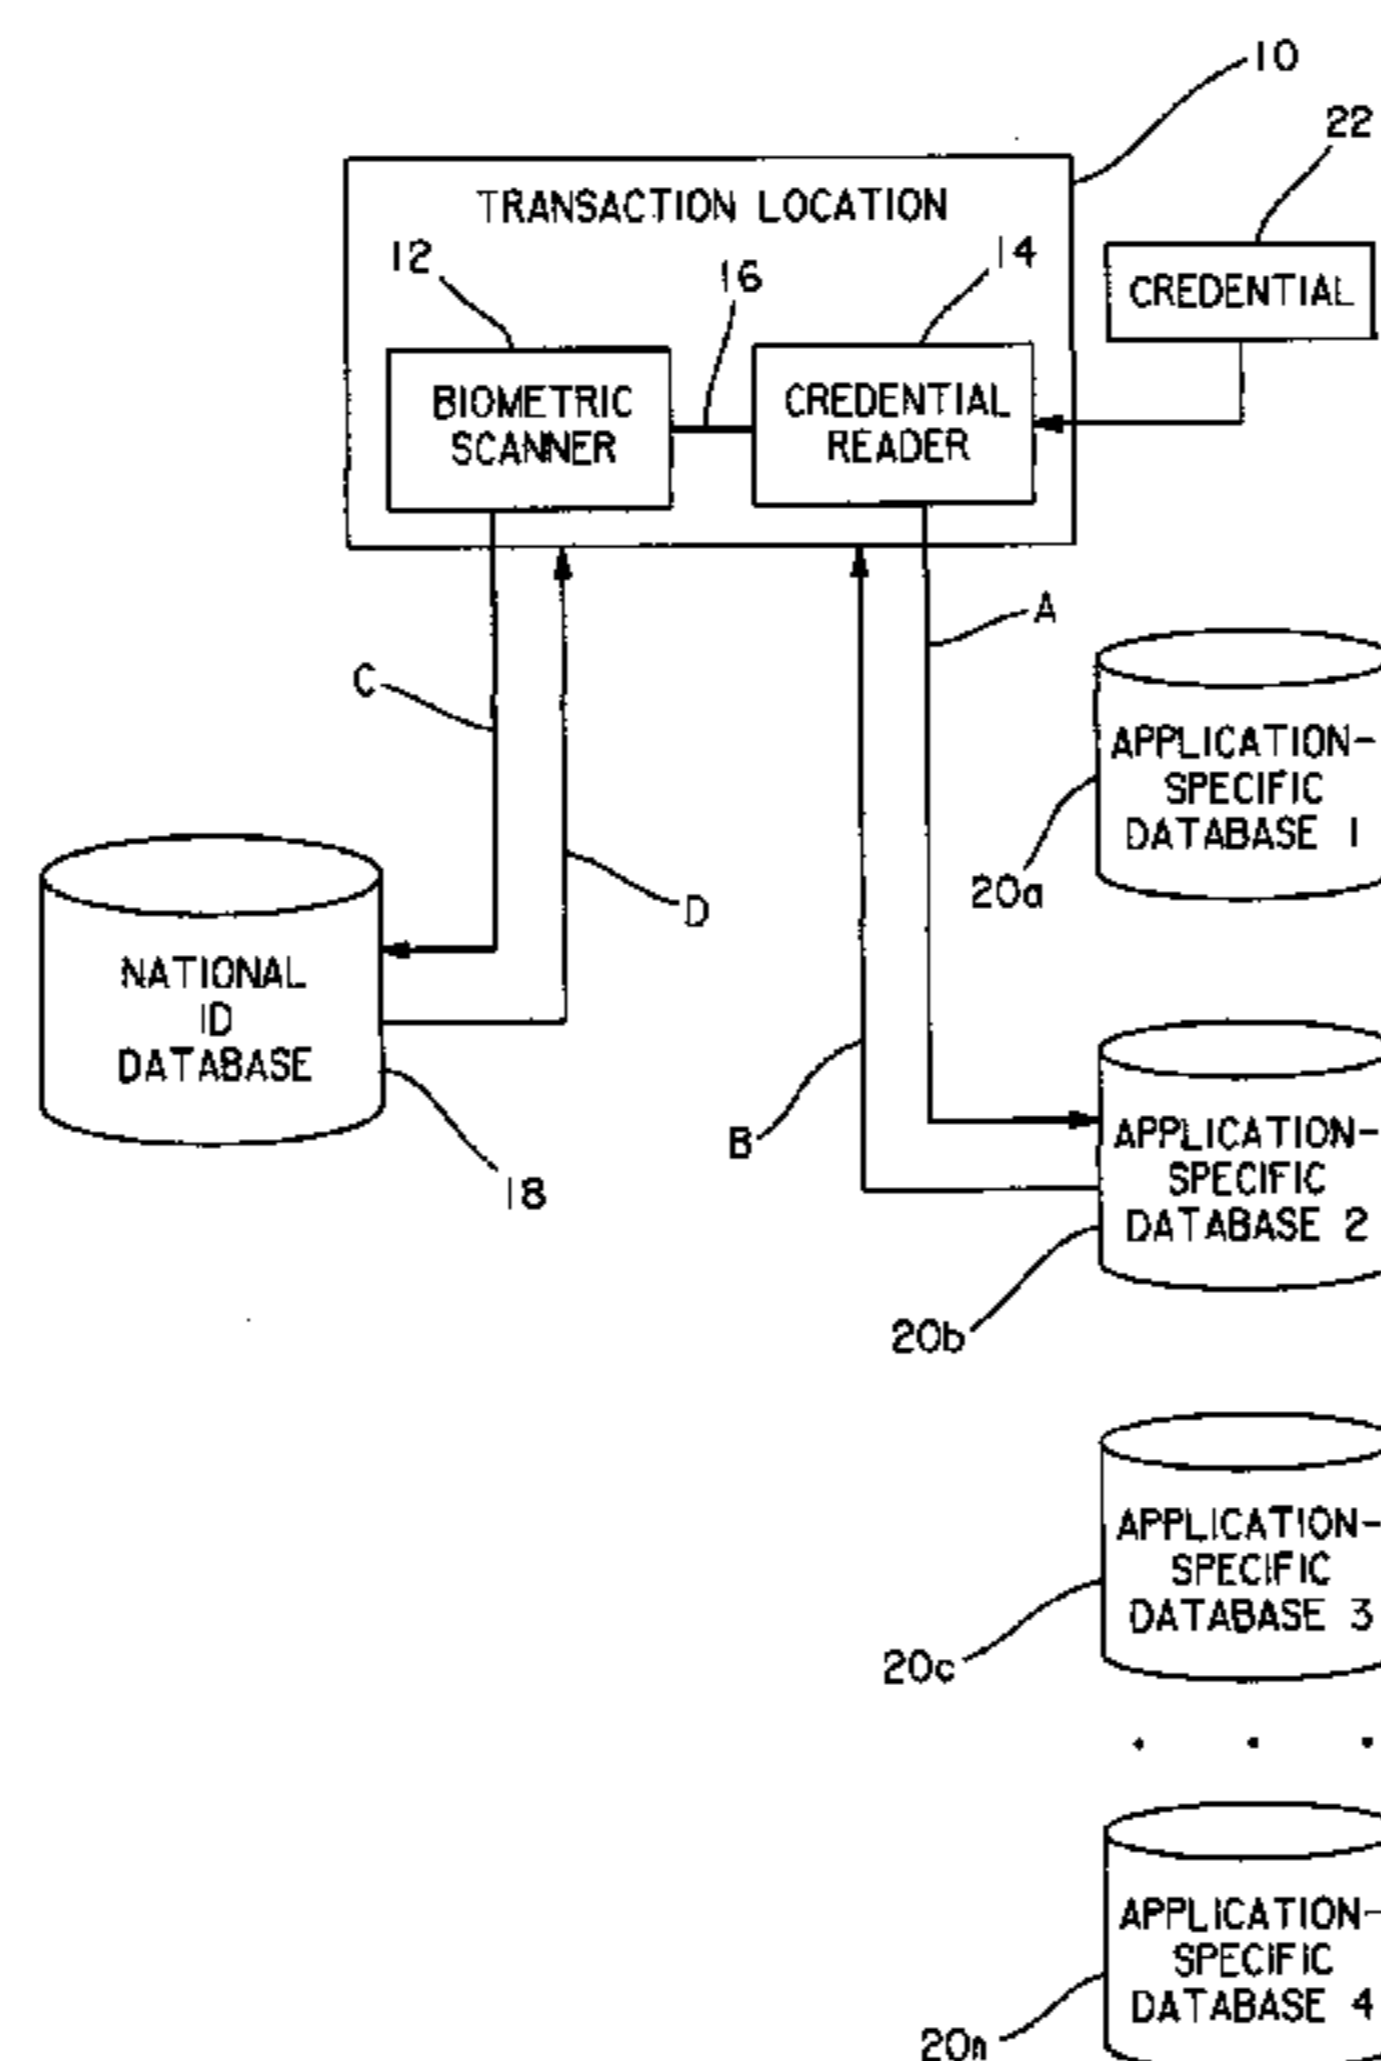 10
22
TRANSACTION LOCATION
12
16
14
CREDENTIAL
BIOMETRIC
SCANNER
CREDENTIAL
READER
A
C
APPLICATION-
SPECIFIC
DATABASE 1
20a
D
NATIONAL
ID
DATABASE
B
18
APPLICATION-
SPECIFIC
DATABASE 2
20b
APPLICATION-
SPECIFIC
DATABASE 3
20c
APPLICATION-
SPECIFIC
DATABASE 4
20n